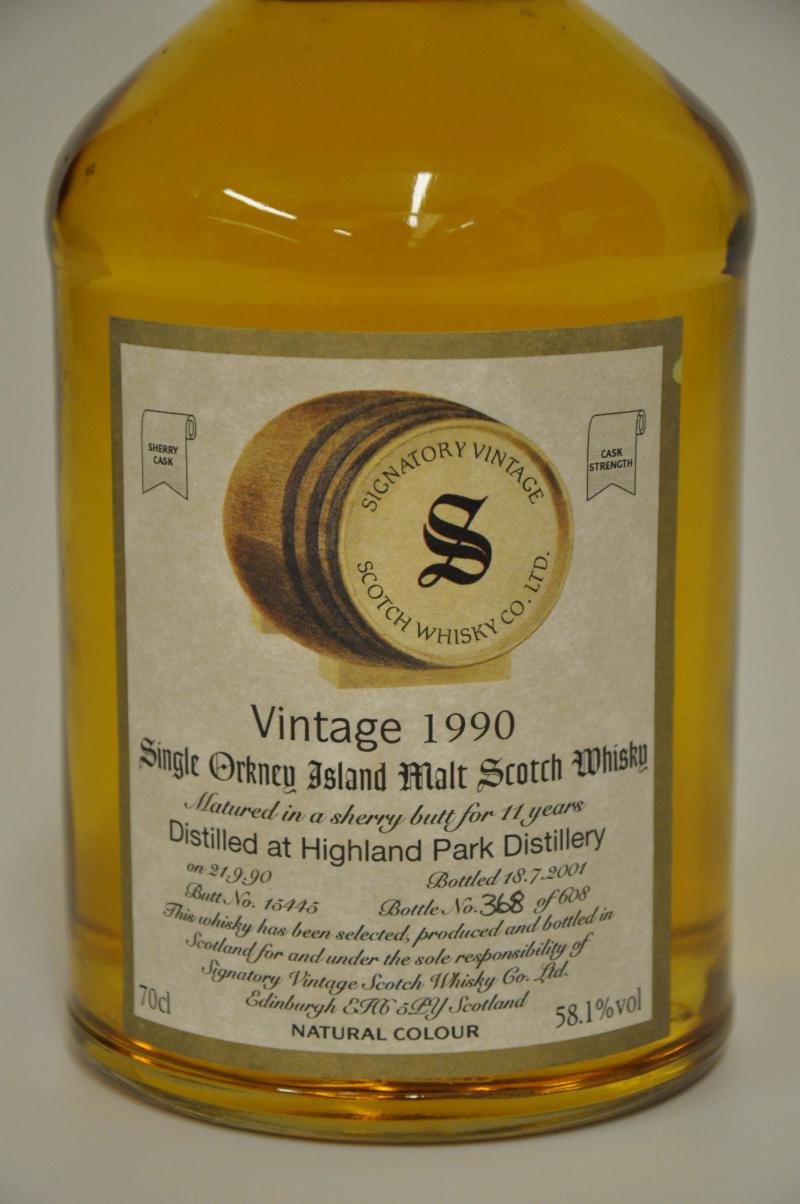 SHERRY
CASK
CASK
STRENGTH
SIGNATORY VINTAGE
S
SCOTCH WHISKY CO. LTD.
Vintage 1990
Single Orkney Island Malt Scotch Whisky
Matured in a sherry butt for 11 years
Distilled at Highland Park Distillery
on 21.9.90 Bottled 18.7.2001
Butt No. 15445 Bottle No. 368 of 608
This whisky has been selected, produced and bottled in
Scotland for and under the sole responsibility of
Signatory Vintage Scotch Whisky Co. Ltd.
Edinburgh EH6 5PY Scotland
70cl 58.1%vol
NATURAL COLOUR